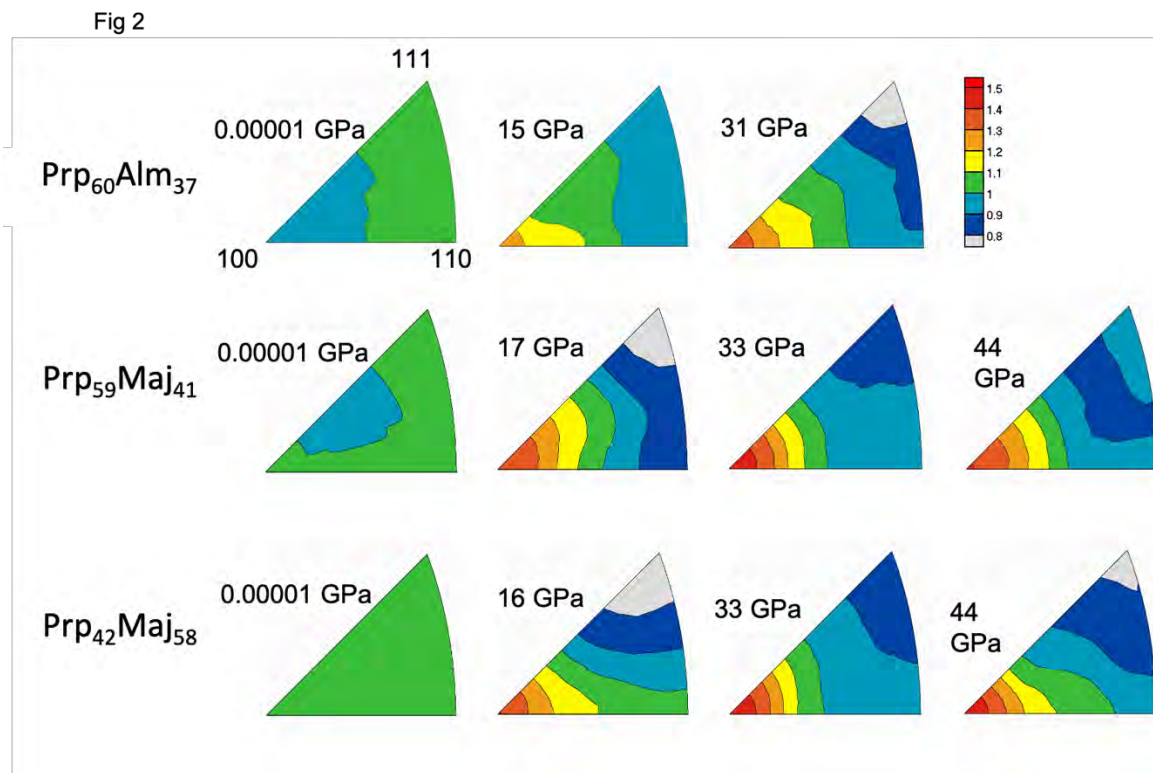 Fig 2
111
0.00001 GPa
15 GPa
31 GPa
1.5
1.4
1.3
1.2
1.1
1
0.9
0.8
Prp₆₀Alm₃₇
100
110
0.00001 GPa
17 GPa
33 GPa
44
GPa
Prp₅₉Maj₄₁
0.00001 GPa
16 GPa
33 GPa
44
GPa
Prp₄₂Maj₅₈